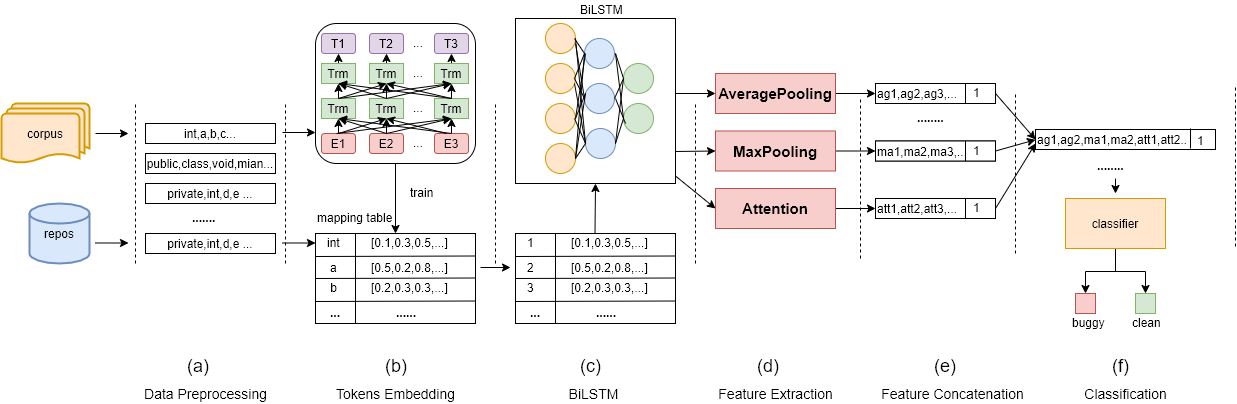 corpus
repos
int,a,b,c...
public,class,void,mian...
private,int,d,e ...
.......
private,int,d,e ...
T1 T2 ... T3
Trm Trm ... Trm
Trm Trm ... Trm
E1 E2 ... E3
train
mapping table
int [0.1,0.3,0.5,...]
a [0.5,0.2,0.8,...]
b [0.2,0.3,0.3,...]
... ......
BiLSTM
1 [0.1,0.3,0.5,...]
2 [0.5,0.2,0.8,...]
3 [0.2,0.3,0.3,...]
... ......
AveragePooling
MaxPooling
Attention
ag1,ag2,ag3,... 1
........
ma1,ma2,ma3,.. 1
att1,att2,att3,... 1
ag1,ag2,ma1,ma2,att1,att2.. 1
........
classifier
buggy
clean
(a)
Data Preprocessing
(b)
Tokens Embedding
(c)
BiLSTM
(d)
Feature Extraction
(e)
Feature Concatenation
(f)
Classification